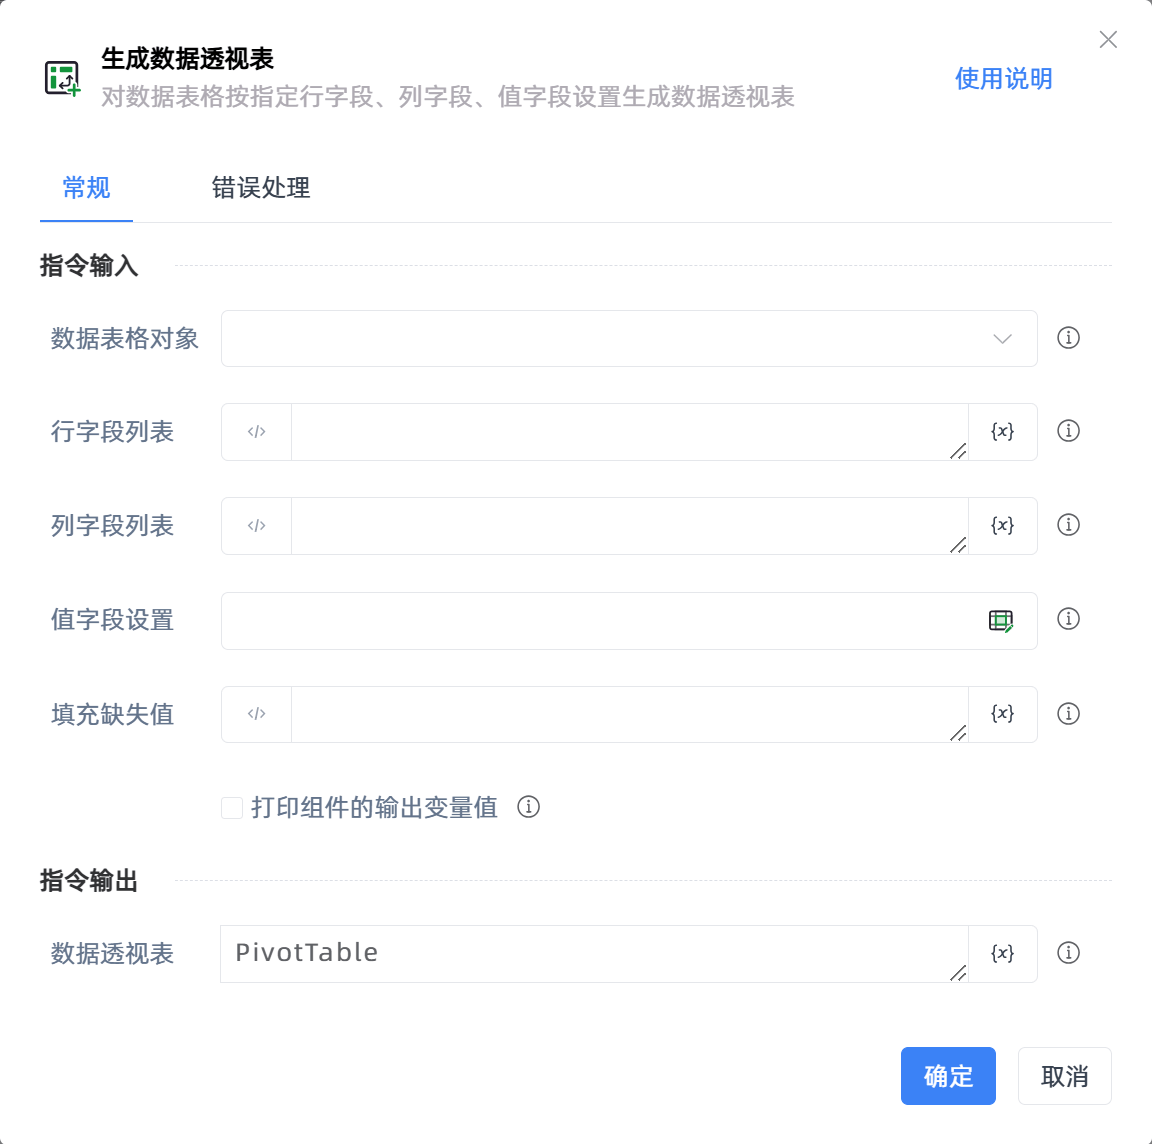 生成数据透视表
对数据表格按指定行字段、列字段、值字段设置生成数据透视表
使用说明
常规
错误处理
指令输入
数据表格对象
行字段列表
</>
{x}
列字段列表
</>
{x}
值字段设置
填充缺失值
</>
{x}
打印组件的输出变量值
指令输出
数据透视表
PivotTable
{x}
确定
取消